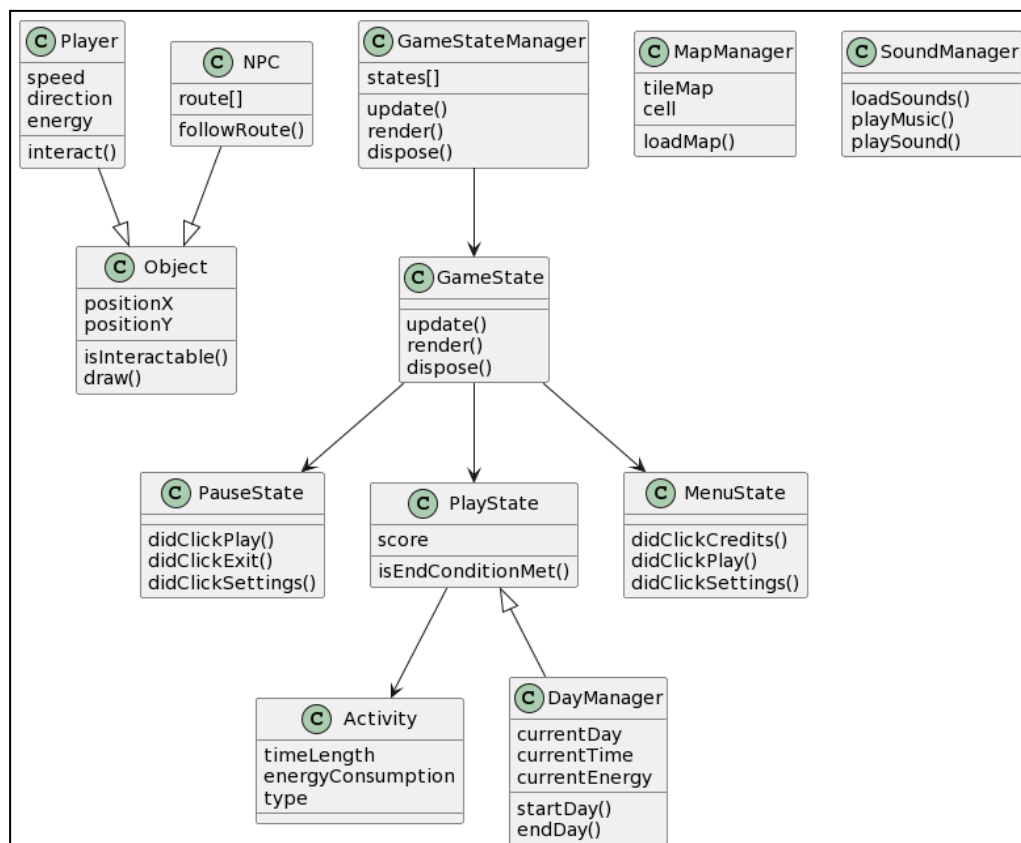 C Player
speed
direction
energy
interact()
C NPC
route[]
followRoute()
C GameStateManager
states[]
update()
render()
dispose()
C MapManager
tileMap
cell
loadMap()
C SoundManager
loadSounds()
playMusic()
playSound()
C Object
positionX
positionY
isInteractable()
draw()
C GameState
update()
render()
dispose()
C PauseState
didClickPlay()
didClickExit()
didClickSettings()
C PlayState
score
isEndConditionMet()
C MenuState
didClickCredits()
didClickPlay()
didClickSettings()
C Activity
timeLength
energyConsumption
type
C DayManager
currentDay
currentTime
currentEnergy
startDay()
endDay()